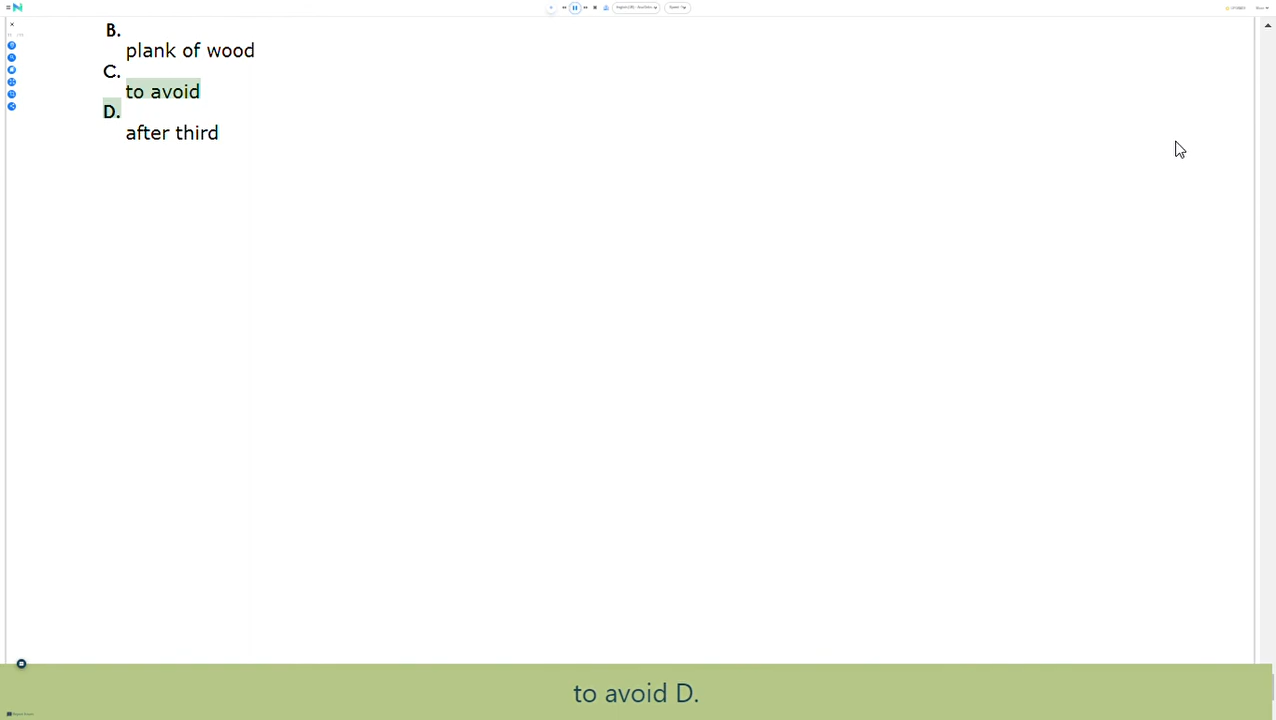 B.
plank of wood
C.
to avoid
D.
after third
to avoid D.